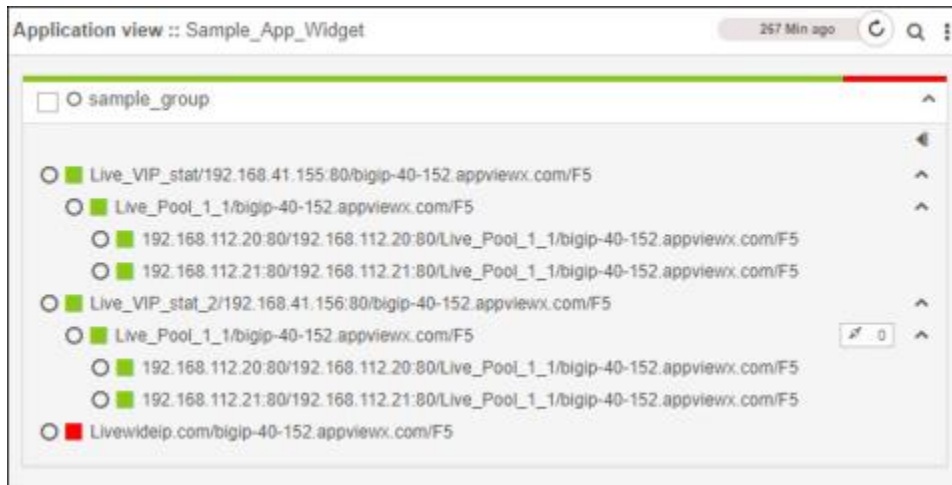 Application view :: Sample_App_Widget
267 Min ago
sample_group
Live_VIP_stat/192.168.41.155:80/bigip-40-152.appviewx.com/F5
Live_Pool_1_1/bigip-40-152.appviewx.com/F5
192.168.112.20:80/192.168.112.20:80/Live_Pool_1_1/bigip-40-152.appviewx.com/F5
192.168.112.21:80/192.168.112.21:80/Live_Pool_1_1/bigip-40-152.appviewx.com/F5
Live_VIP_stat_2/192.168.41.156:80/bigip-40-152.appviewx.com/F5
Live_Pool_1_1/bigip-40-152.appviewx.com/F5 0
192.168.112.20:80/192.168.112.20:80/Live_Pool_1_1/bigip-40-152.appviewx.com/F5
192.168.112.21:80/192.168.112.21:80/Live_Pool_1_1/bigip-40-152.appviewx.com/F5
Livewideip.com/bigip-40-152.appviewx.com/F5